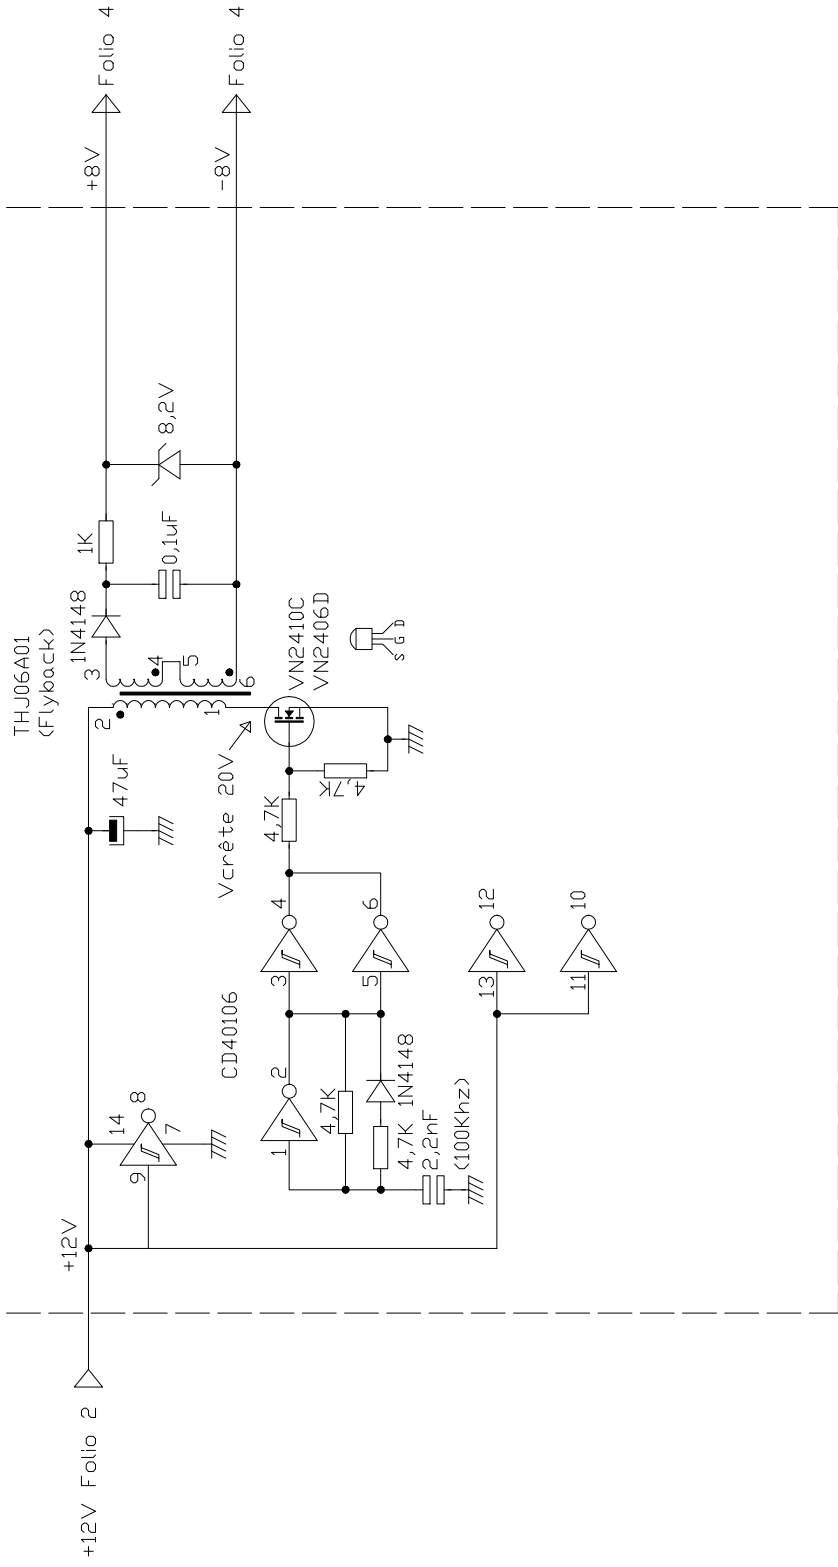 +12V Folio 2
+12V
9
14
8
7
47uF
THJ06A01
(Flyback)
2
1
3
4
5
6
1N4148
1K
0,1uF
8,2V
+8V
Folio 4
-8V
Folio 4
Vcrête 20V
CD40106
1
2
3
4
5
6
4,7K
4,7K
4,7K 1N4148
2,2nF
(100Khz)
4,7K
VN2410C
VN2406D
S G D
13
12
11
10